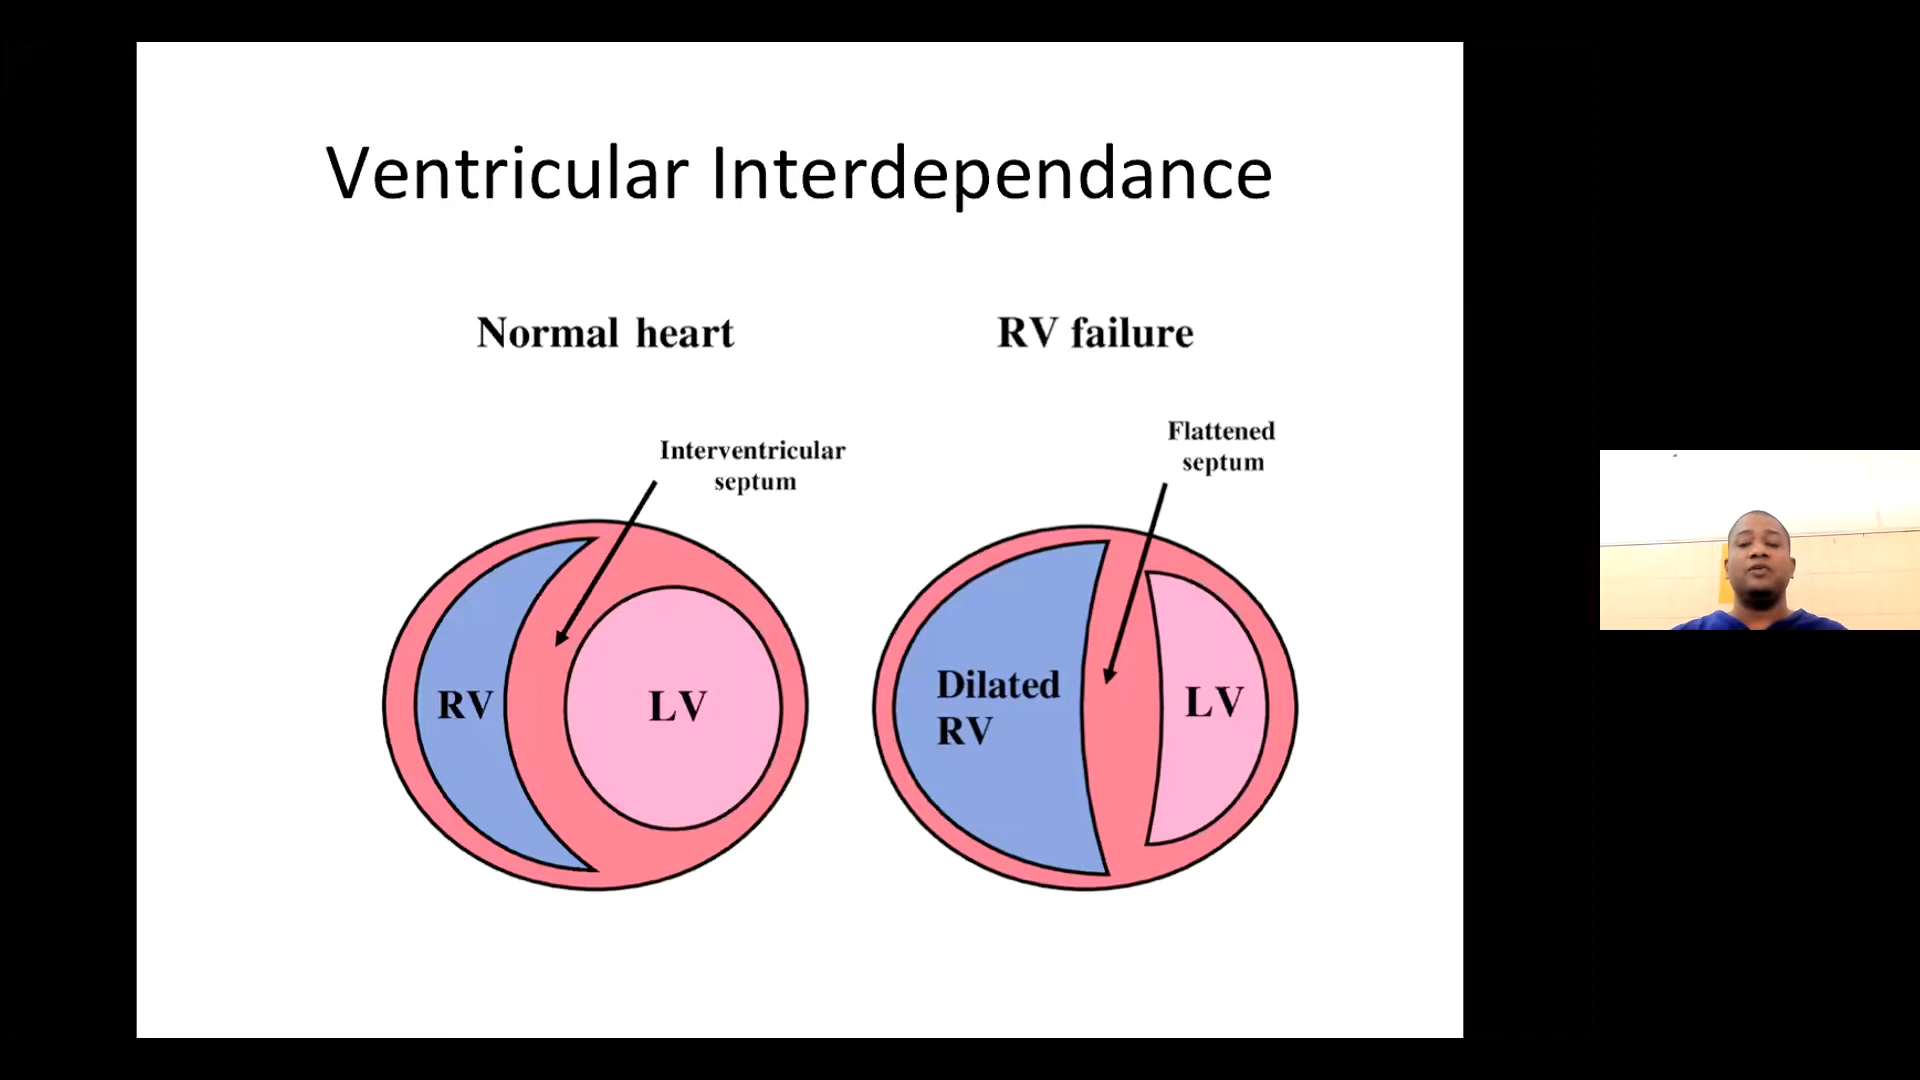 Ventricular Interdependance
Normal heart
RV failure
Interventricular
septum
Flattened
septum
RV
LV
Dilated
RV
LV